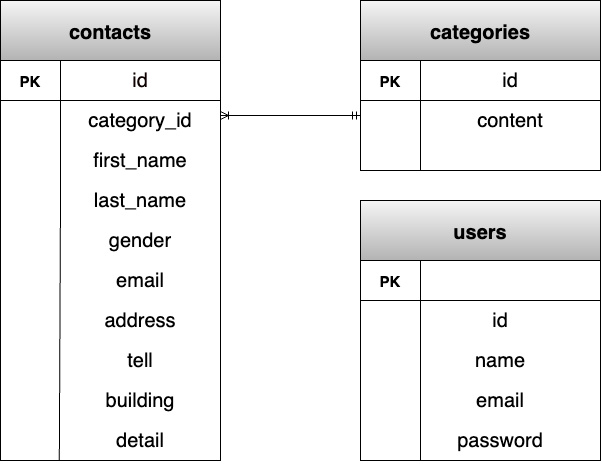 contacts
PK id
category_id
first_name
last_name
gender
email
address
tell
building
detail
categories
PK id
content
users
PK
id
name
email
password